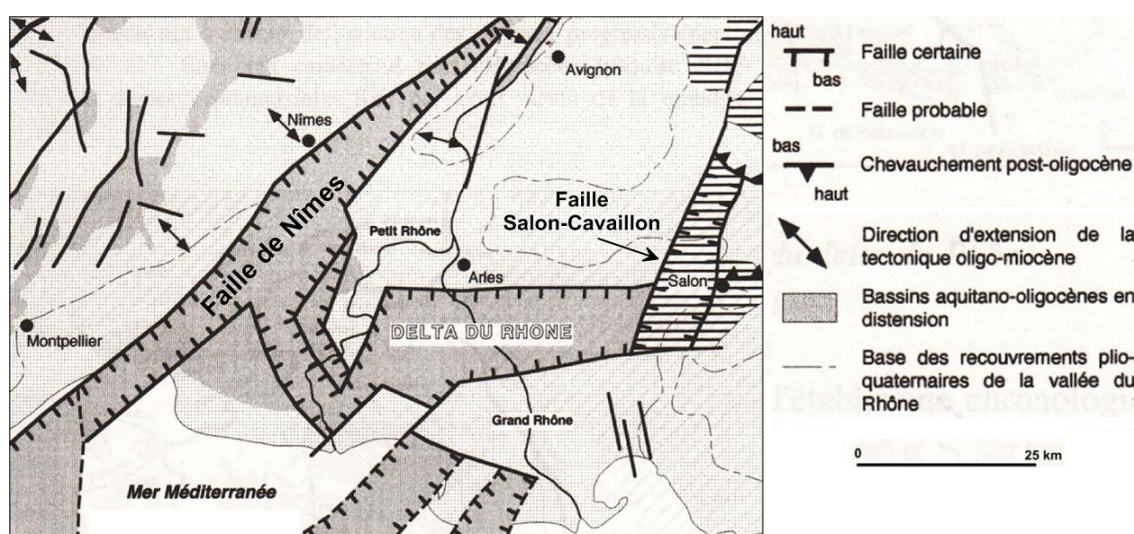 Avignon
Nîmes
Faille de Nîmes
Faille
Salon-Cavaillon
Petit Rhône
Arles
Salon
DELTA DU RHONE
Montpellier
Grand Rhône
Mer Méditerranée
haut
Faille certaine
bas
Faille probable
bas
Chevauchement post-oligocène
haut
Direction d'extension de la
tectonique oligo-miocène
Bassins aquitano-oligocènes en
distension
Base des recouvrements plio-
quaternaires de la vallée du
Rhône
0
25 km